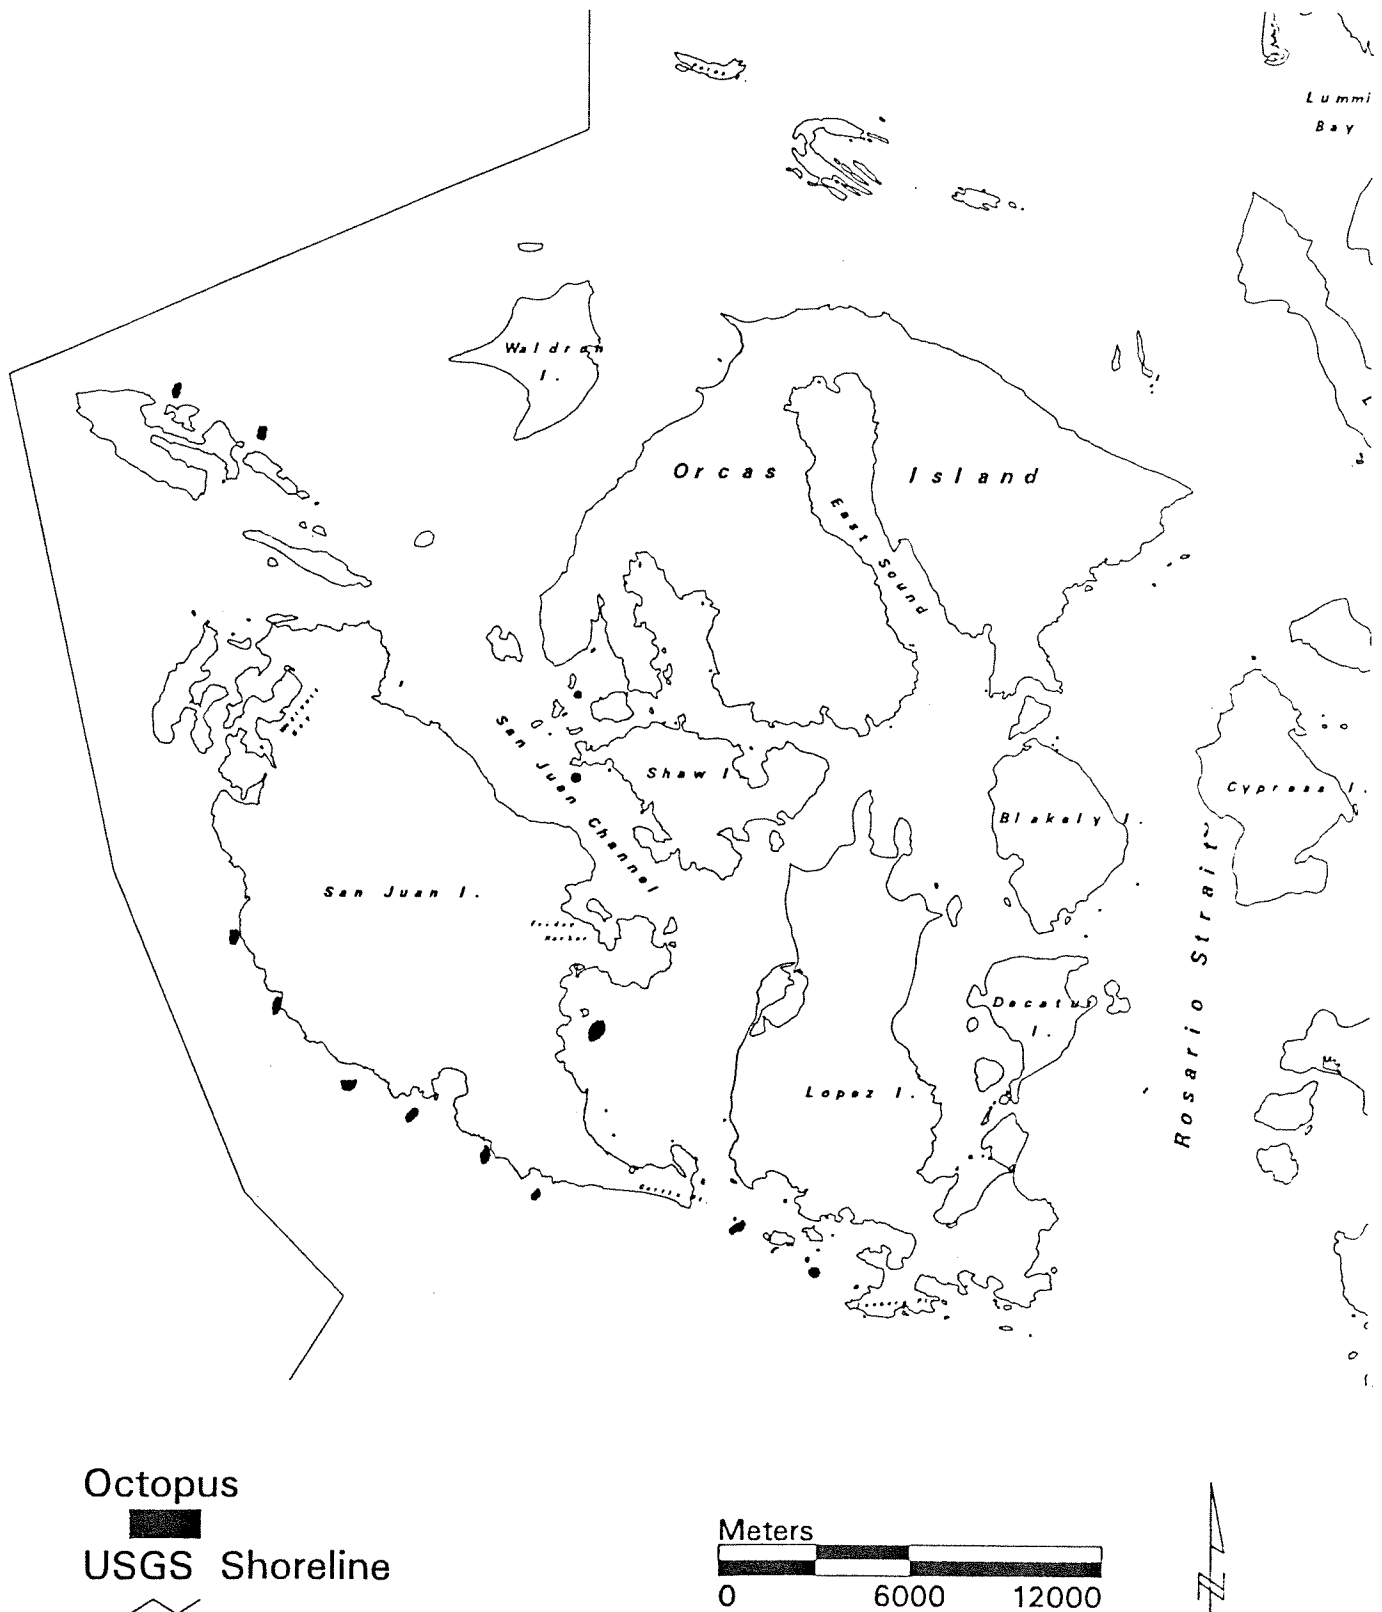 Lummi
Bay
Waldron
I.
Orcas Island
East Sound
San Juan Channel
Shaw I
Cypress I.
Blakely I.
San Juan I.
Rosario Strait
Decatur
I.
Lopez I.
Octopus
USGS Shoreline
Meters
0 6000 12000